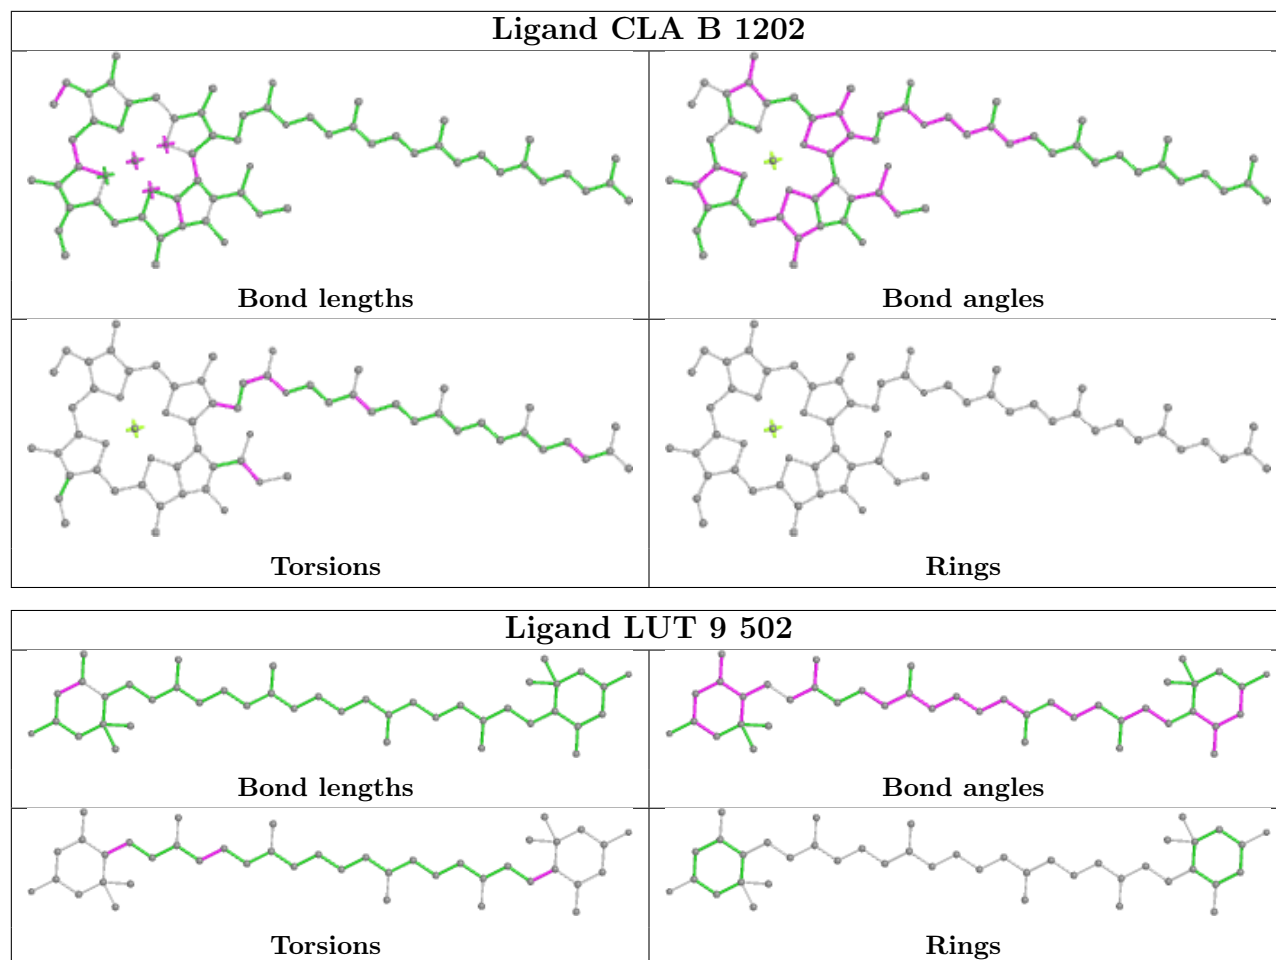 Ligand CLA B 1202
Bond lengths
Bond angles
Torsions
Rings
Ligand LUT 9 502
Bond lengths
Bond angles
Torsions
Rings